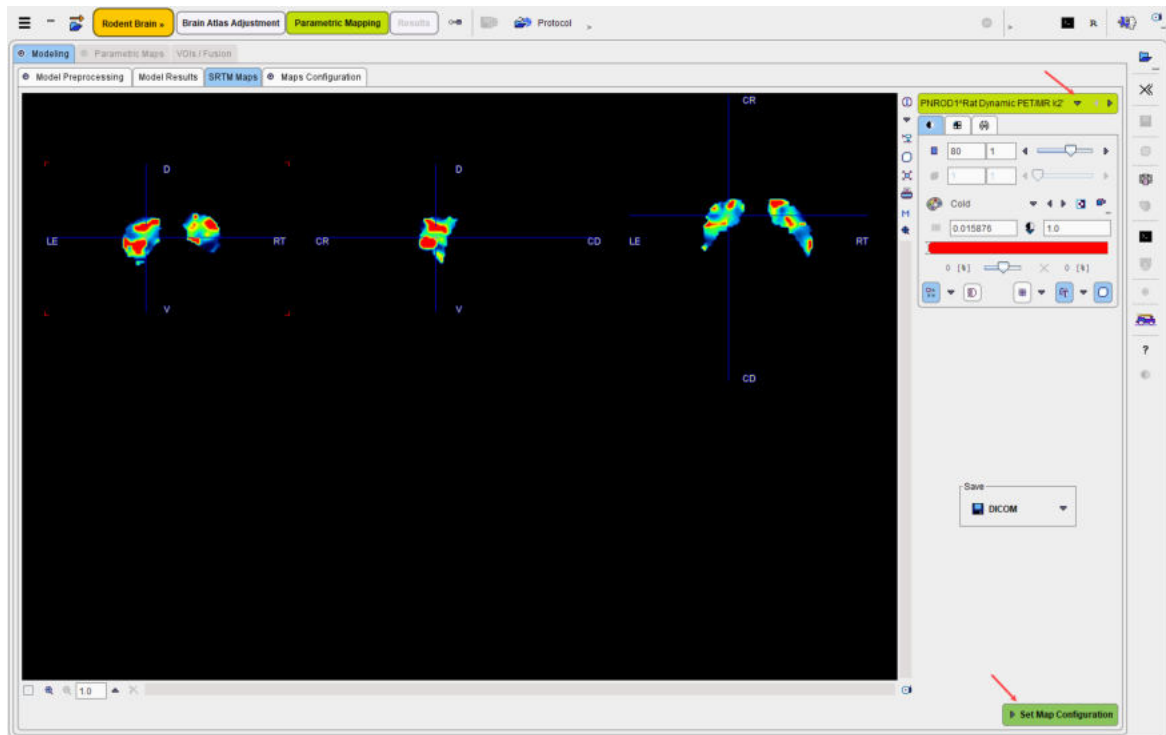 Rodent Brain Brain Atlas Adjustment Parametric Mapping Results Protocol R
Modeling Parametric Maps VOIs / Fusion
Model Preprocessing Model Results SRTM Maps Maps Configuration
PNROD1^Rat Dynamic PET/MR k2'
CR
80 1
D D
1 1
Cold
M
0.015876 1.0
LE RT CR CD LE RT
0 [%] 0 [%]
V V
?
CD
Save
DICOM
1.0
Set Map Configuration